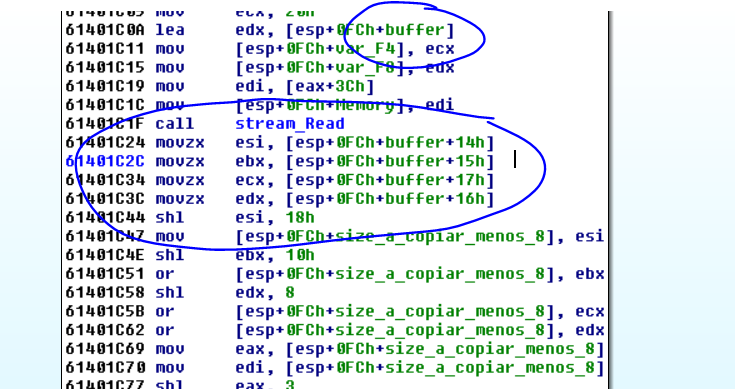 61401C05 mov ecx, 20h
61401C0A lea edx, [esp+0FCh+buffer]
61401C11 mov [esp+0FCh+var_F4], ecx
61401C15 mov [esp+0FCh+var_F8], edx
61401C19 mov edi, [eax+3Ch]
61401C1C mov [esp+0FCh+Memory], edi
61401C1F call stream_Read
61401C24 movzx esi, [esp+0FCh+buffer+14h]
61401C2C movzx ebx, [esp+0FCh+buffer+15h]
61401C34 movzx ecx, [esp+0FCh+buffer+17h]
61401C3C movzx edx, [esp+0FCh+buffer+16h]
61401C44 shl esi, 18h
61401C47 mov [esp+0FCh+size_a_copiar_menos_8], esi
61401C4E shl ebx, 10h
61401C51 or [esp+0FCh+size_a_copiar_menos_8], ebx
61401C58 shl edx, 8
61401C5B or [esp+0FCh+size_a_copiar_menos_8], ecx
61401C62 or [esp+0FCh+size_a_copiar_menos_8], edx
61401C69 mov eax, [esp+0FCh+size_a_copiar_menos_8]
61401C70 mov edi, [esp+0FCh+size_a_copiar_menos_8]
61401C77 shl eax, 3